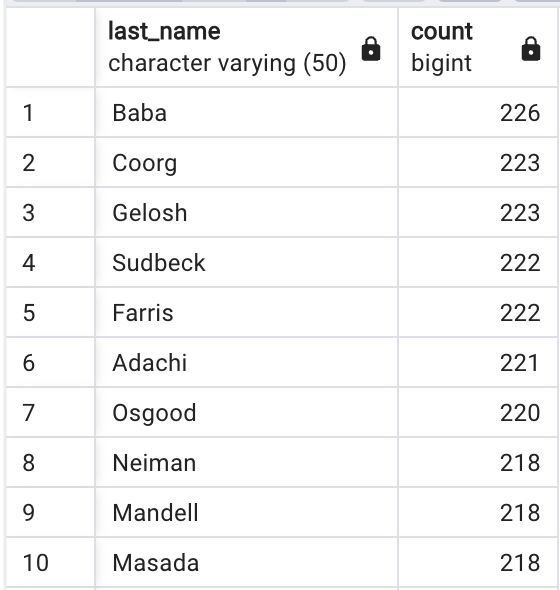 last_name count
character varying (50) bigint
1 Baba 226
2 Coorg 223
3 Gelosh 223
4 Sudbeck 222
5 Farris 222
6 Adachi 221
7 Osgood 220
8 Neiman 218
9 Mandell 218
10 Masada 218